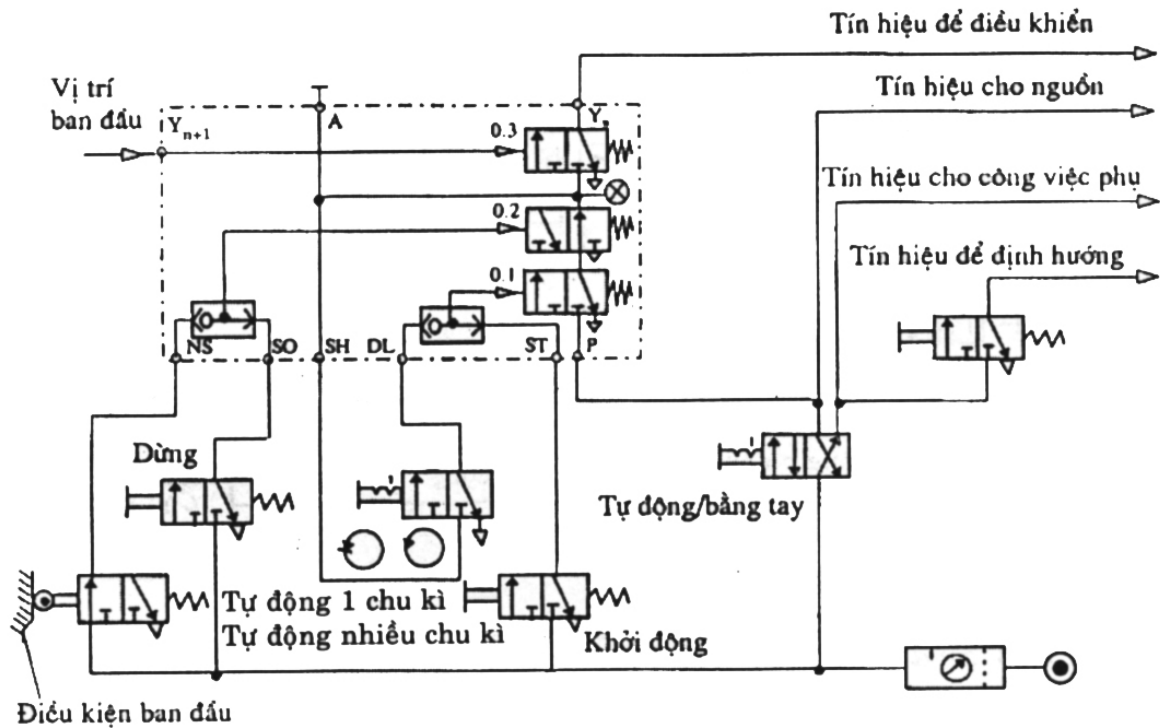 Tín hiệu để điều khiển
Vị trí
ban đầu
Tín hiệu cho nguồn
Y n+1
A
Y
0.3
Tín hiệu cho công việc phụ
0.2
Tín hiệu để định hướng
0.1
NS
SO
SH
DL
ST
P
Dừng
Tự động/bằng tay
Tự động 1 chu kì
Tự động nhiều chu kì
Khởi động
Điều kiện ban đầu